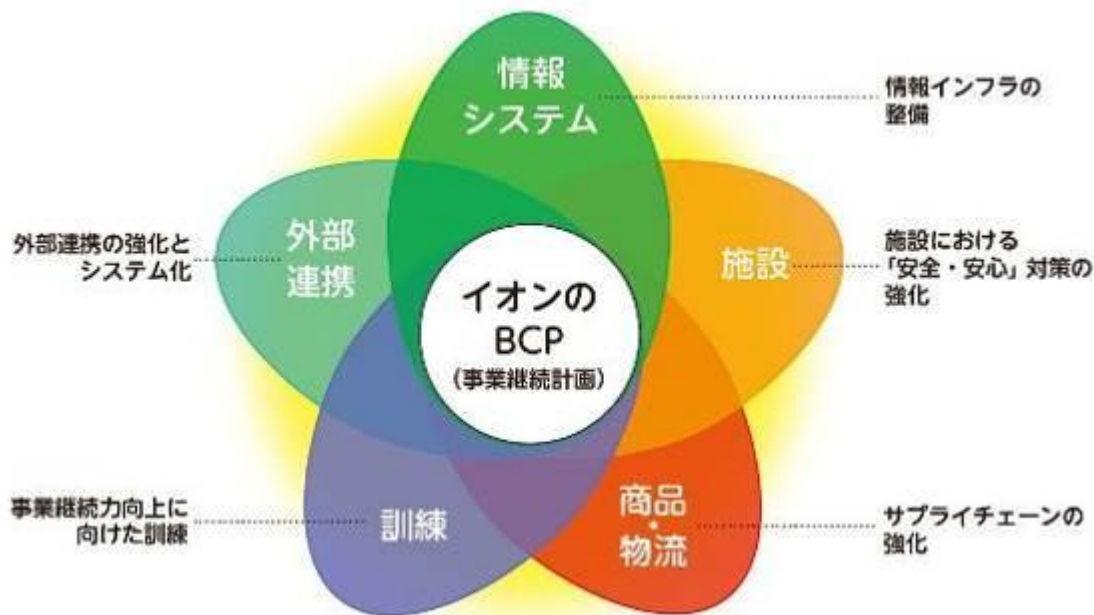 情報
システム
情報インフラの
整備
外部
連携
外部連携の強化と
システム化
施設
施設における
「安全・安心」対策の
強化
イオンの
BCP
（事業継続計画）
訓練
事業継続力向上に
向けた訓練
商品
・
物流
サプライチェーンの
強化